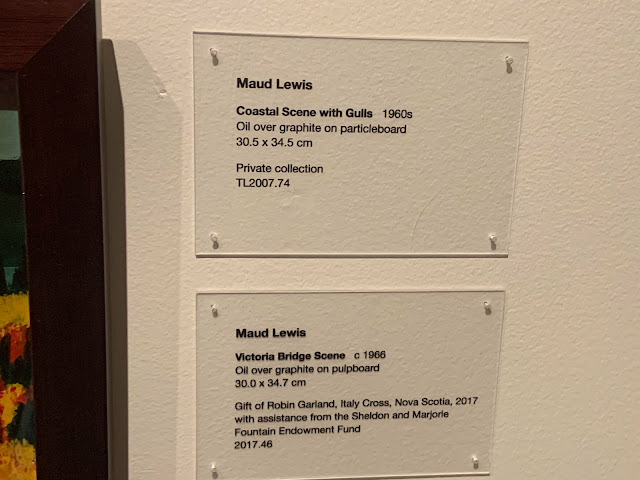 Maud Lewis
Coastal Scene with Gulls 1960s
Oil over graphite on particleboard
30.5 x 34.5 cm
Private collection
TL2007.74
Maud Lewis
Victoria Bridge Scene c 1966
Oil over graphite on pulpboard
30.0 x 34.7 cm
Gift of Robin Garland, Italy Cross, Nova Scotia, 2017
with assistance from the Sheldon and Marjorie
Fountain Endowment Fund
2017.46